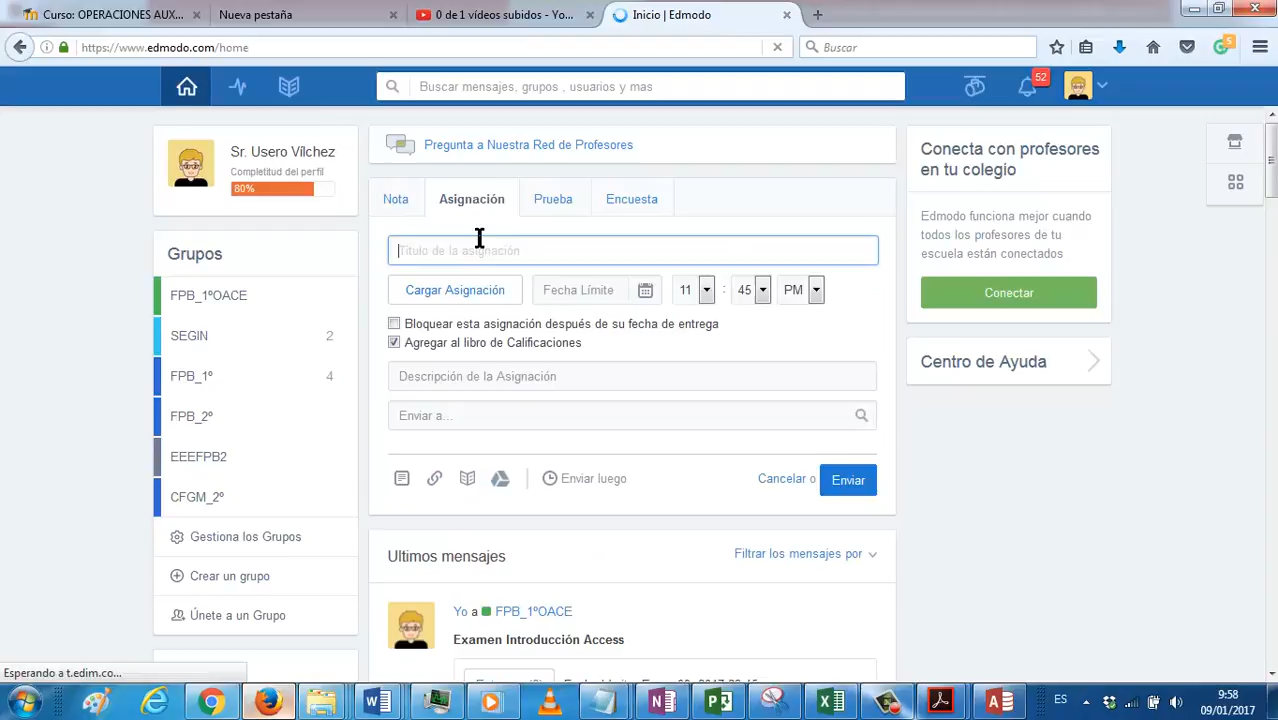 Curso: OPERACIONES AUX...
Nueva pestaña
0 de 1 vídeos subidos - Yo...
Inicio | Edmodo
https://www.edmodo.com/home
Buscar
5
Buscar mensajes, grupos , usuarios y mas
52
Sr. Usero Vílchez
Completitud del perfil
80%
Grupos
FPB_1ºOACE
SEGIN 2
FPB_1º 4
FPB_2º
EEEFPB2
CFGM_2º
Gestiona los Grupos
Crear un grupo
Únete a un Grupo
Pregunta a Nuestra Red de Profesores
Nota
Asignación
Prueba
Encuesta
Título de la asignación
Cargar Asignación
Fecha Límite
11 : 45 PM
Bloquear esta asignación después de su fecha de entrega
Agregar al libro de Calificaciones
Descripción de la Asignación
Enviar a...
Enviar luego
Cancelar o
Enviar
Ultimos mensajes
Filtrar los mensajes por
Yo a FPB_1ºOACE
Examen Introducción Access
Conecta con profesores
en tu colegio
Edmodo funciona mejor cuando
todos los profesores de tu
escuela están conectados
Conectar
Centro de Ayuda
Esperando a t.edim.co...
ES
9:58
09/01/2017